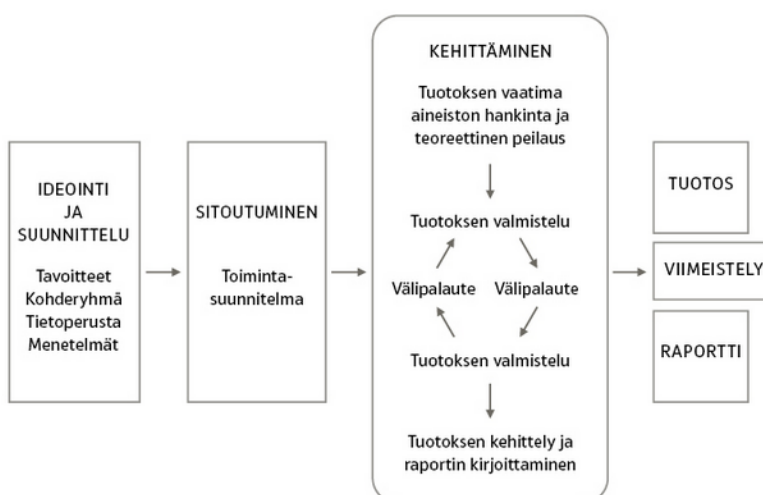 IDEOINTI
JA
SUUNNITTELU
Tavoitteet
Kohderyhmä
Tietoperusta
Menetelmät
SITOUTUMINEN
Toiminta-
suunnitelma
KEHITTÄMINEN
Tuotoksen vaatima
aineiston hankinta ja
teoreettinen peilaus
Tuotoksen valmistelu
Välipalaute Välipalaute
Tuotoksen valmistelu
Tuotoksen kehittely ja
raportin kirjoittaminen
TUOTOS
VIIMEISTELY
RAPORTTI